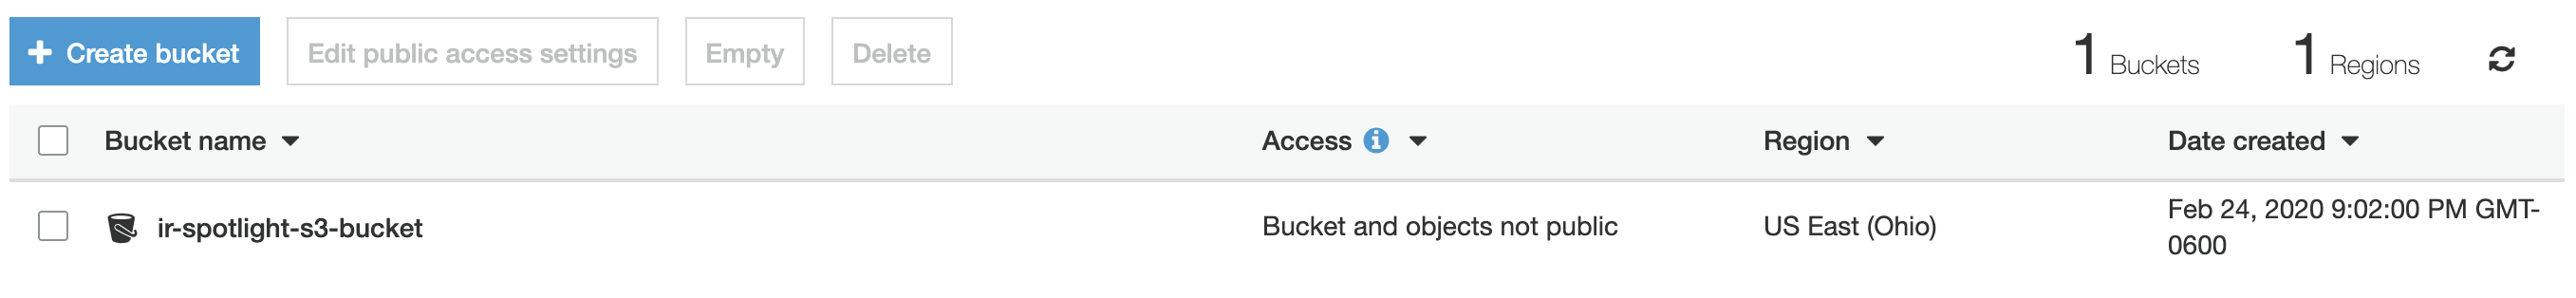 Create bucket Edit public access settings Empty Delete 1 Buckets 1 Regions
Bucket name Access Region Date created
ir-spotlight-s3-bucket Bucket and objects not public US East (Ohio) Feb 24, 2020 9:02:00 PM GMT-
0600